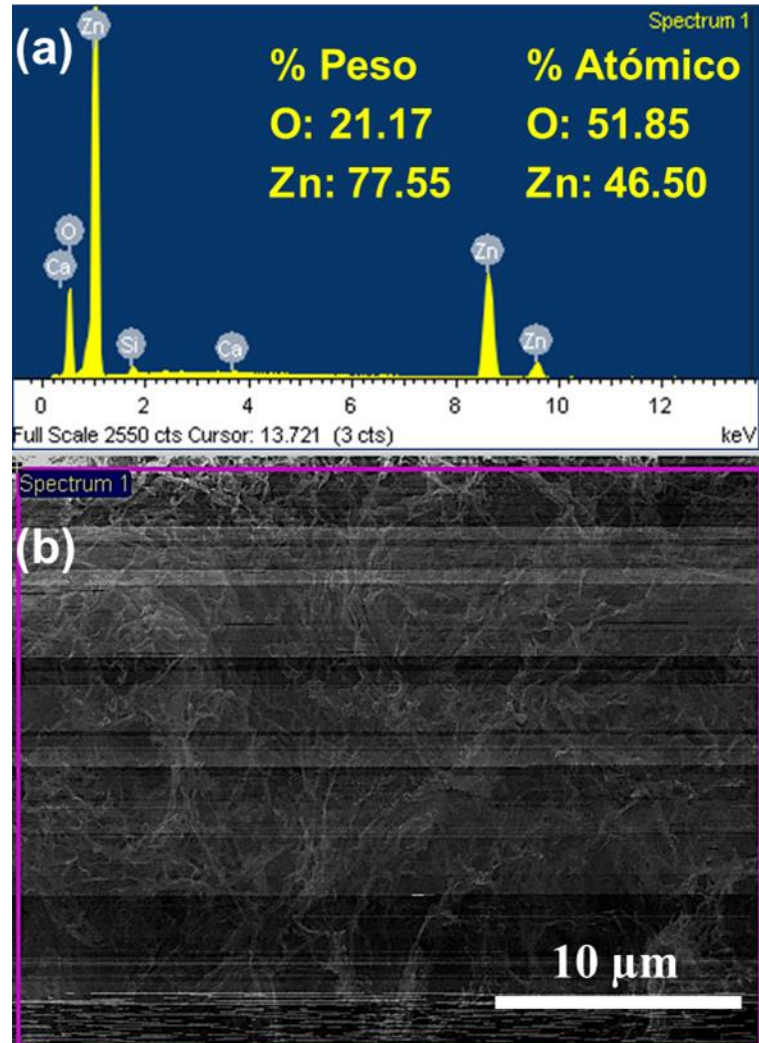 Spectrum 1
(a)
Zn
% Peso % Atómico
O: 21.17 O: 51.85
Zn: 77.55 Zn: 46.50
O
Ca
Zn
Si
Ca
Zn
0 2 4 6 8 10 12
Full Scale 2550 cts Cursor: 13.721 (3 cts) keV
Spectrum 1
(b)
10 µm